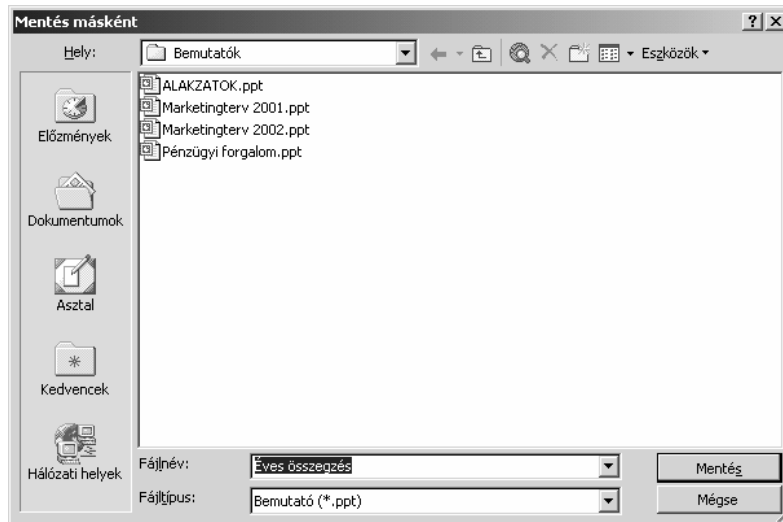 Mentés másként
Hely: Bemutatók Eszközök
ALAKZATOK.ppt
Marketingterv 2001.ppt
Marketingterv 2002.ppt
Pénzügyi forgalom.ppt
Előzmények
Dokumentumok
Asztal
Kedvencek
Hálózati helyek
Fájlnév: Éves összegzés Mentés
Fájltípus: Bemutató (*.ppt) Mégse